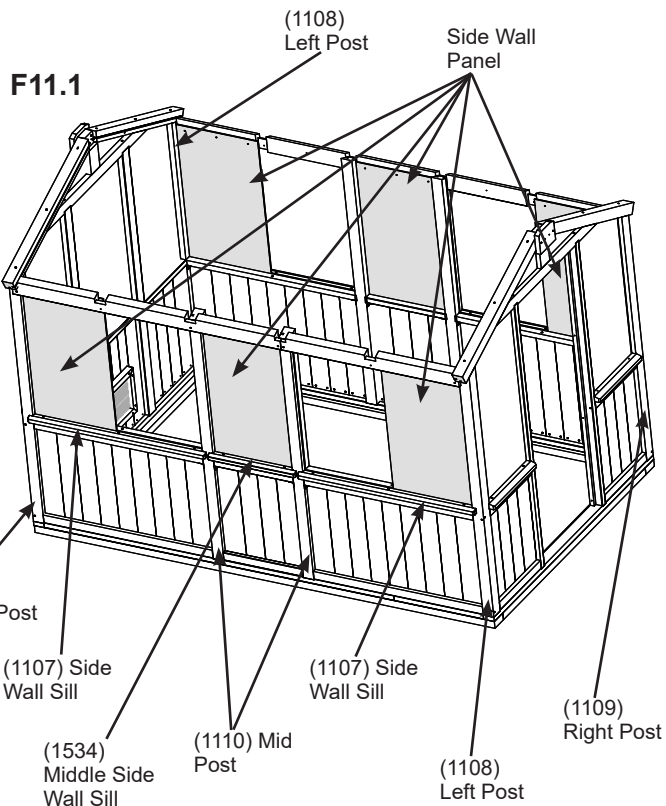 (1108)
Left Post
Side Wall
Panel
F11.1
Post
(1107) Side
Wall Sill
(1534)
Middle Side
Wall Sill
(1110) Mid
Post
(1107) Side
Wall Sill
(1108)
Left Post
(1109)
Right Post